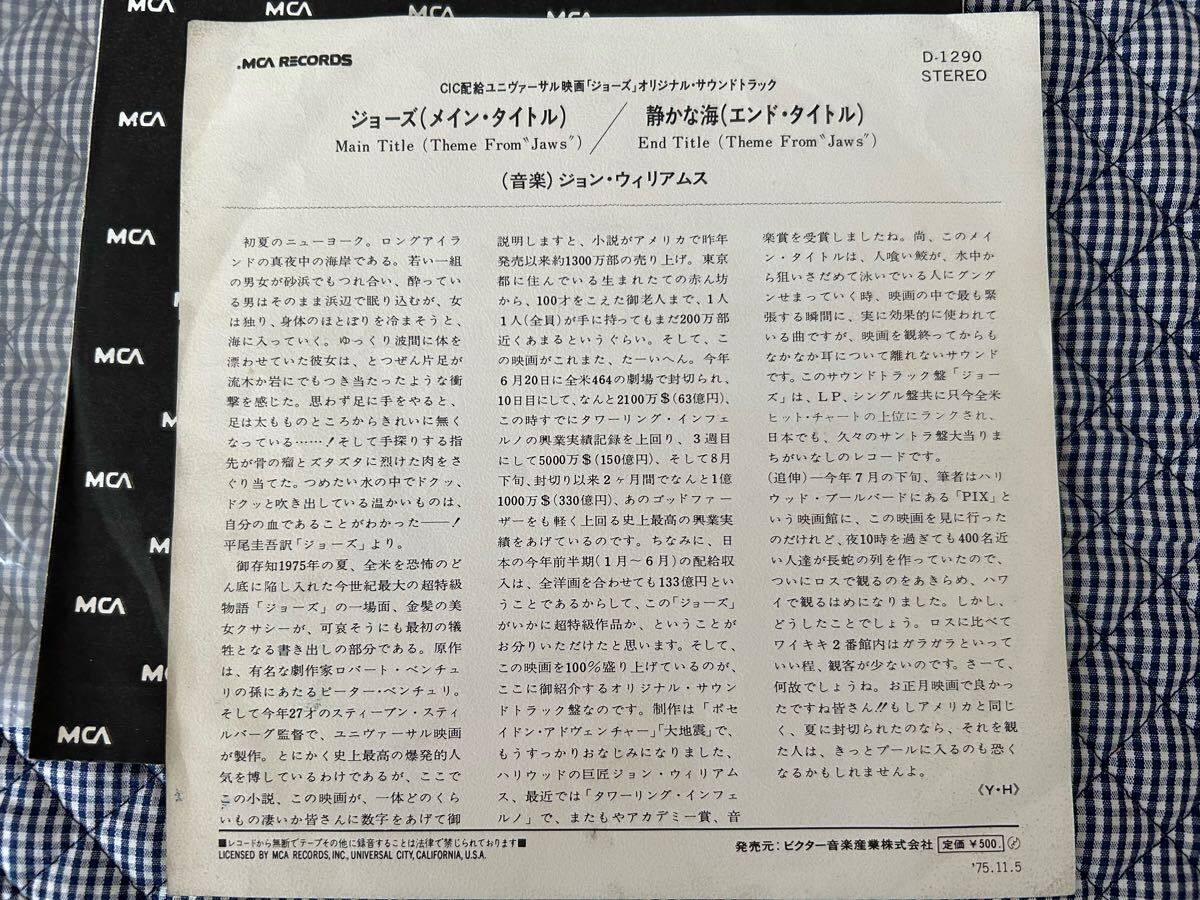 MCA
MCA
MCA
MCA
MCA
MCA
MCA
MCA
MCA
.MCA RECORDS
D-1290
STEREO
CIC配給ユニヴァーサル映画「ジョーズ」オリジナル・サウンドトラック
ジョーズ(メイン・タイトル)／静かな海(エンド・タイトル)
Main Title (Theme From〝Jaws″)
End Title (Theme From〝Jaws″)
(音楽) ジョン・ウィリアムス
初夏のニューヨーク。ロングアイラ
ンドの真夜中の海岸である。若い一組
の男女が砂浜でもつれ合い、酔ってい
る男はそのまま浜辺で眠り込むが、女
は独り、身体のほとぼりを冷まそうと、
海に入っていく。ゆっくり波間に体を
漂わせていた彼女は、とつぜん片足が
流木か岩にでもつき当たったような衝
撃を感じた。思わず足に手をやると、
足は太もものところからきれいに無く
なっている……！そして手探りする指
先が骨の瘤とズタズタに裂けた肉をさ
ぐり当てた。つめたい水の中でドクッ、
ドクッと吹き出している温かいものは、
自分の血であることがわかった——！
平尾圭吾訳「ジョーズ」より。
御存知1975年の夏、全米を恐怖のど
ん底に陥し入れた今世紀最大の超特級
物語「ジョーズ」の一場面、金髪の美
女クサシーが、可哀そうにも最初の犠
牲となる書き出しの部分である。原作
は、有名な劇作家ロバート・ベンチュ
リの孫にあたるピーター・ベンチュリ。
そして今年27才のスティーブン・スティ
ルバーグ監督で、ユニヴァーサル映画
が製作。とにかく史上最高の爆発的人
気を博しているわけであるが、ここで
この小説、この映画が、一体どのくら
いもの凄いか皆さんに数字をあげて御
説明しますと、小説がアメリカで昨年
発売以来約1300万部の売り上げ。東京
都に住んでいる生まれたての赤ん坊
から、100才をこえた御老人まで、1人
1人(全員)が手に持ってもまだ200万部
近くあまるというぐらい。そして、こ
の映画がこれまた、たーいへん。今年
6月20日に全米464の劇場で封切られ、
10日目にして、なんと2100万$(63億円)、
この時すでにタワーリング・インフェ
ルノの興業実績記録を上回り、3週目
にして5000万$(150億円)、そして8月
下旬、封切り以来2ヶ月間でなんと1億
1000万$(330億円)、あのゴッドファー
ザーをも軽く上回る史上最高の興業実
績をあげているのです。ちなみに、日
本の今年前半期(1月〜6月)の配給収
入は、全洋画を合わせても133億円とい
うことであるからして、この「ジョーズ」
がいかに超特級作品か、ということが
お分りいただけたと思います。そして、
この映画を100%盛り上げているのが、
ここに御紹介するオリジナル・サウン
ドトラック盤なのです。制作は「ポセ
イドン・アドヴェンチャー」「大地震」で、
もうすっかりおなじみになりました、
ハリウッドの巨匠ジョン・ウィリアム
ス、最近では「タワーリング・インフェ
ルノ」で、またもやアカデミー賞、音
楽賞を受賞しましたね。尚、このメイ
ン・タイトルは、人喰い鮫が、水中か
ら狙いさだめて泳いでいる人にグング
ンせまっていく時、映画の中で最も緊
張する瞬間に、実に効果的に使われて
いる曲ですが、映画を観終ってからも
なかなか耳について離れないサウンド
です。このサウンドトラック盤「ジョー
ズ」は、LP、シングル盤共に只今全米
ヒット・チャートの上位にランクされ、
日本でも、久々のサントラ盤大当りま
ちがいなしのレコードです。
(追伸)—今年7月の下旬、筆者はハリ
ウッド・ブールバードにある「PIX」と
いう映画館に、この映画を見に行った
のだけれど、夜10時を過ぎても400名近
い人達が長蛇の列を作っていたので、
ついにロスで観るのをあきらめ、ハワ
イで観るはめになりました。しかし、
どうしたことでしょう。ロスに比べて
ワイキキ2番館内はガラガラといって
いい程、観客が少ないのです。さーて、
何故でしょうね。お正月映画で良かっ
たですね皆さん!!もしアメリカと同じ
く、夏に封切られたのなら、それを観
た人は、きっとプールに入るのも恐く
なるかもしれませんよ。
《Y・H》
■レコードから無断でテープその他に録音することは法律で禁じられております■
LICENSED BY MCA RECORDS, INC., UNIVERSAL CITY, CALIFORNIA, U.S.A.
発売元：ビクター音楽産業株式会社 定価¥500.
'75.11.5